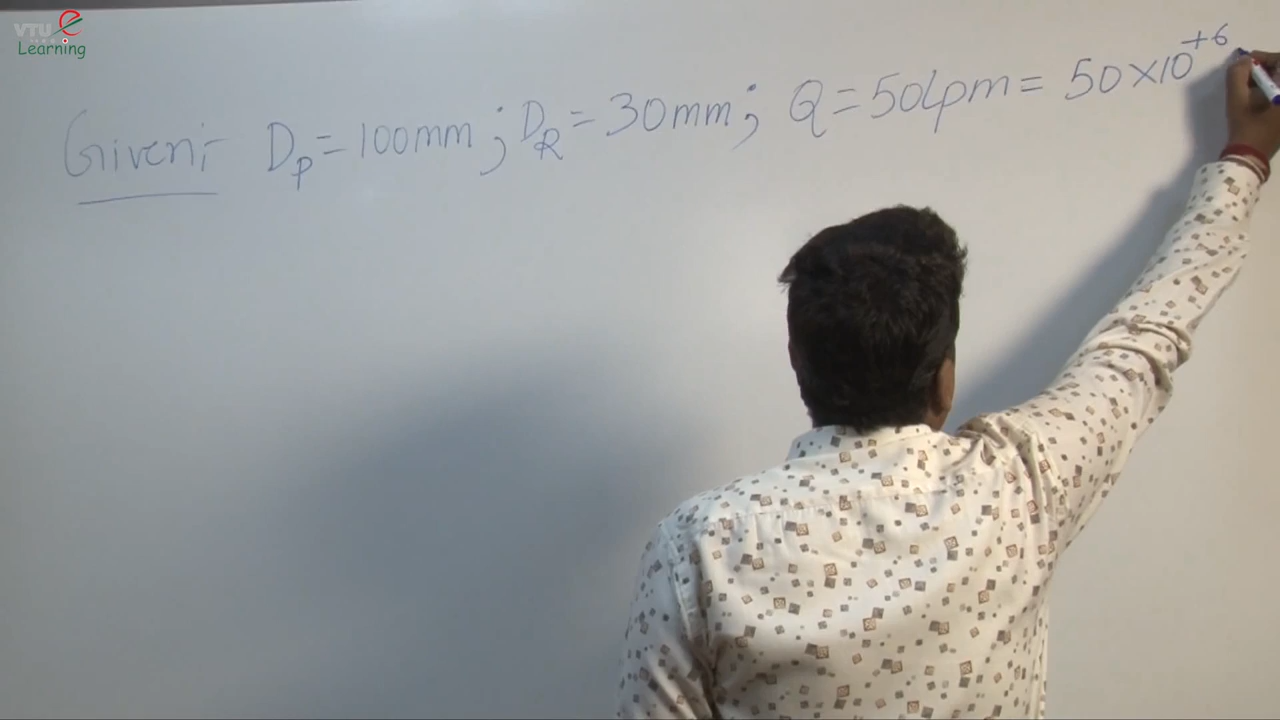 VTU e
Learning
Given:- D_P = 100mm ; D_R = 30mm ; Q = 50Lpm = 50×10^+6